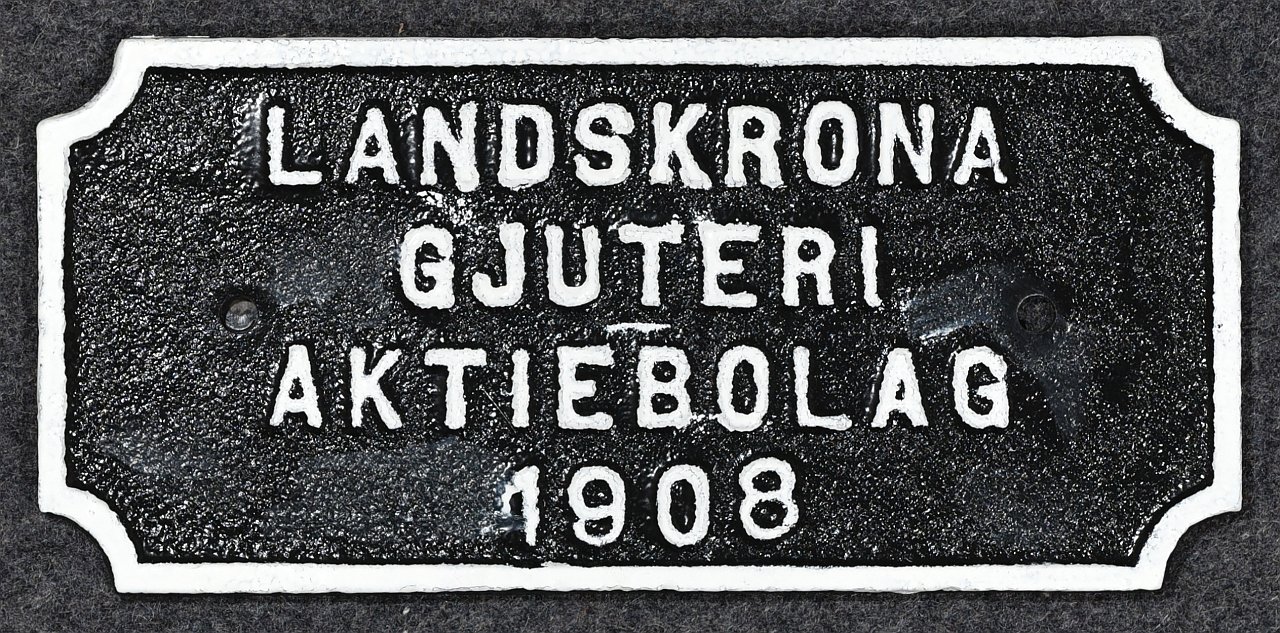 LANDSKRONA
GJUTERI
AKTIEBOLAG
1908